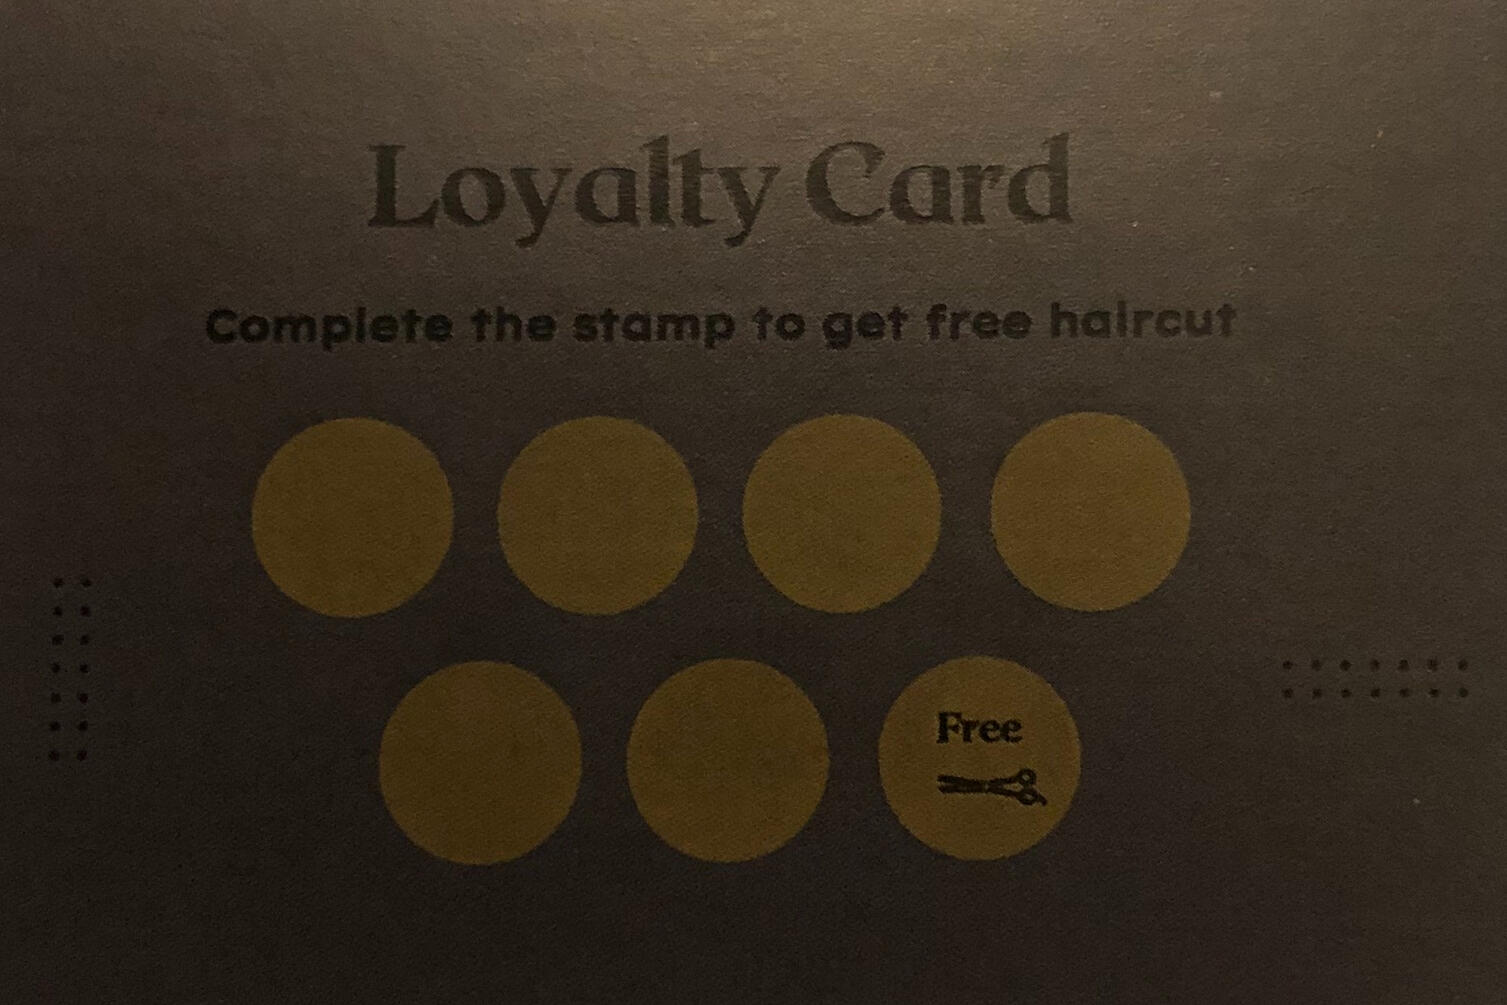 Loyalty Card
Complete the stamp to get free haircut
Free